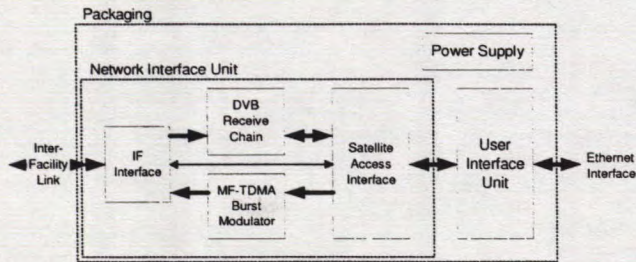 Packaging
Power Supply
Network Interface Unit
DVB
Receive
Chain
Inter-
Facility
Link
IF
Interface
Satellite
Access
Interface
User
Interface
Unit
Ethernet
Interface
MF-TDMA
Burst
Modulator